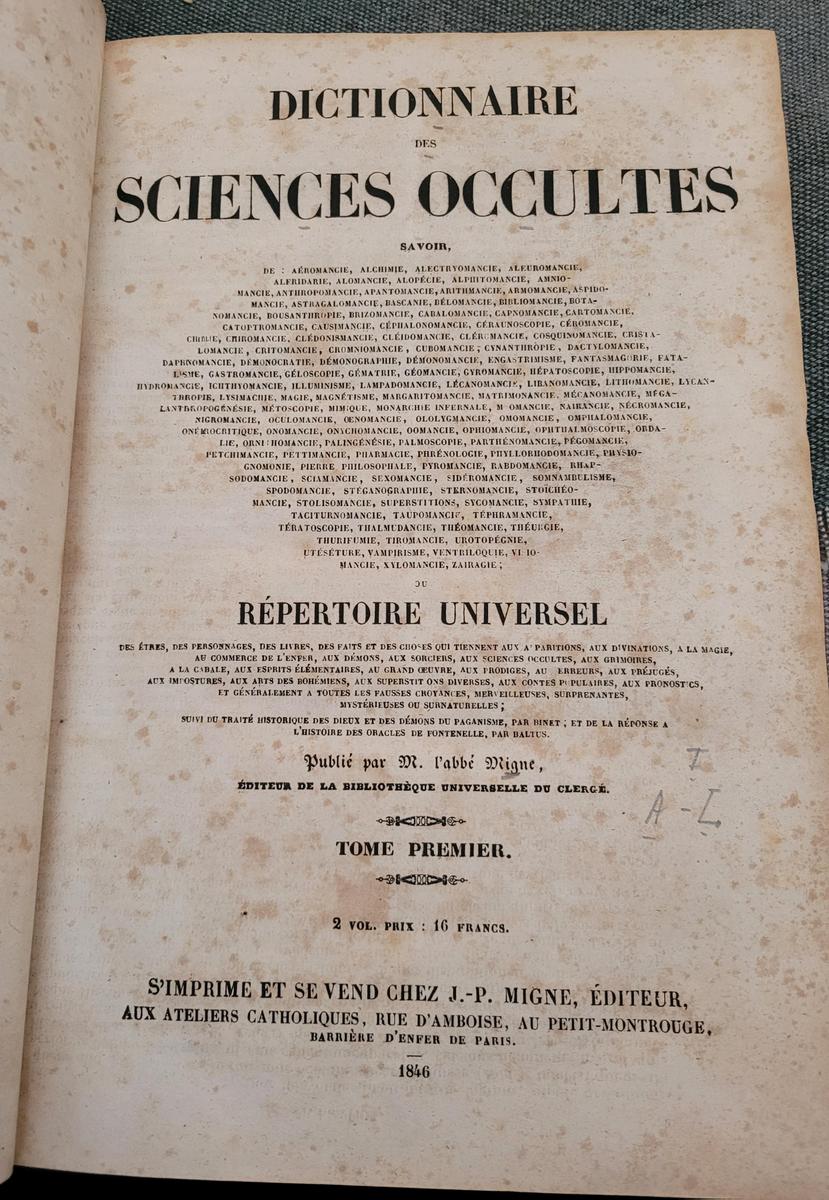 DICTIONNAIRE
DES
SCIENCES OCCULTES
SAVOIR,
DE : AÉROMANCIE, ALCHIMIE, ALECTRYOMANCIE, ALEUROMANCIE,
ALFRIDARIE, ALOMANCIE, ALOPÉCIE, ALPHITOMANCIE, AMNIO-
MANCIE, ANTHROPOMANCIE, APANTOMANCIE, ARITHMANCIE, ARMOMANCIE, ASPIDO-
MANCIE, ASTRAGALOMANCIE, BASCANIE, BÉLOMANCIE, BIBLIOMANCIE, BOTA-
NOMANCIE, BOUSANTHROPIE, BRIZOMANCIE, CABALOMANCIE, CAPNOMANCIE, CARTOMANCIE,
CATOPTROMANCIE, CAUSIMANCIE, CÉPHALONOMANCIE, CÉRAUNOSCOPIE, CÉROMANCIE,
CHIMIE, CHIROMANCIE, CLÉDONISMANCIE, CLÉIDOMANCIE, CLÉROMANCIE, COSQUINOMANCIE, CRISTA-
LOMANCIE, CRITOMANCIE, CROMNIOMANCIE, CUBOMANCIE; CYNANTHROPIE, DACTYLOMANCIE,
DAPHNOMANCIE, DÉMONOCRATIE, DÉMONOGRAPHIE, DÉMONOMANCIE, ENGASTRIMISME, FANTASMAGORIE, FATA-
LISME, GASTROMANCIE, GÉLOSCOPIE, GÉMATRIE, GÉOMANCIE, GYROMANCIE, HÉPATOSCOPIE, HIPPOMANCIE,
HYDROMANCIE, ICHTHYOMANCIE, ILLUMINISME, LAMPADOMANCIE, LÉCANOMANCIE, LIBANOMANCIE, LITHOMANCIE, LYCAN-
THROPIE, LYSIMACHIE, MAGIE, MAGNÉTISME, MARGARITOMANCIE, MATRIMONANCIE, MÉCANOMANCIE, MÉGA-
LANTHROPOGÉNÉSIE, MÉTOSCOPIE, MIMIQUE, MONARCHIE INFERNALE, NAIRANCIE, NÉCROMANCIE,
NIGROMANCIE, OCULOMANCIE, ŒNOMANCIE, OLOLYGMANCIE, OMOMANCIE, OMPHALOMANCIE,
ONÉIROCRITIQUE, ONOMANCIE, ONYCHOMANCIE, OOMANCIE, OPHIOMANCIE, OPHTHALMOSCOPIE, ORDA-
LIE, ORNITHOMANCIE, PALINGÉNÉSIE, PALMOSCOPIE, PARTHÉNOMANCIE, PÉGOMANCIE,
PETCHIMANCIE, PETTIMANCIE, PHARMACIE, PHRÉNOLOGIE, PHYLLORHODOMANCIE, PHYSIO-
GNOMONIE, PIERRE PHILOSOPHALE, PYROMANCIE, RABDOMANCIE, RHAP-
SODOMANCIE, SCIAMANCIE, SEXOMANCIE, SIDÉROMANCIE, SOMNAMBULISME,
SPODOMANCIE, STÉGANOGRAPHIE, STERNOMANCIE, STOÏCHÉO-
MANCIE, STOLISOMANCIE, SUPERSTITIONS, SYCOMANCIE, SYMPATHIE,
TACITURNOMANCIE, TAUPOMANCIE, TÉPHRAMANCIE,
TÉRATOSCOPIE, THALMUDANCIE, THÉOMANCIE, THÉURGIE,
THURIFUMIE, TIROMANCIE, UROTOPÉGNIE,
UTÉSÉTURE, VAMPIRISME, VENTRILOQUIE,
MANCIE, XYLOMANCIE, ZAIRAGIE;
OU
RÉPERTOIRE UNIVERSEL
DES ÊTRES, DES PERSONNAGES, DES LIVRES, DES FAITS ET DES CHOSES QUI TIENNENT AUX APPARITIONS, AUX DIVINATIONS, A LA MAGIE,
AU COMMERCE DE L'ENFER, AUX DÉMONS, AUX SORCIERS, AUX SCIENCES OCCULTES, AUX GRIMOIRES,
A LA CABALE, AUX ESPRITS ÉLÉMENTAIRES, AU GRAND ŒUVRE, AUX PRODIGES, AUX ERREURS, AUX PRÉJUGÉS,
AUX IMPOSTURES, AUX ARTS DES BOHÉMIENS, AUX SUPERSTITIONS DIVERSES, AUX CONTES POPULAIRES, AUX PRONOSTICS,
ET GÉNÉRALEMENT A TOUTES LES FAUSSES CROYANCES, MERVEILLEUSES, SURPRENANTES,
MYSTÉRIEUSES OU SURNATURELLES;
SUIVI DU TRAITÉ HISTORIQUE DES DIEUX ET DES DÉMONS DU PAGANISME, PAR BINET; ET DE LA RÉPONSE A
L'HISTOIRE DES ORACLES DE FONTENELLE, PAR BALTUS.
Publié par M. l'abbé Migne,
ÉDITEUR DE LA BIBLIOTHÈQUE UNIVERSELLE DU CLERGÉ.
I
A - L
TOME PREMIER.
2 VOL. PRIX : 16 FRANCS.
S'IMPRIME ET SE VEND CHEZ J.-P. MIGNE, ÉDITEUR,
AUX ATELIERS CATHOLIQUES, RUE D'AMBOISE, AU PETIT-MONTROUGE,
BARRIÈRE D'ENFER DE PARIS.
1846